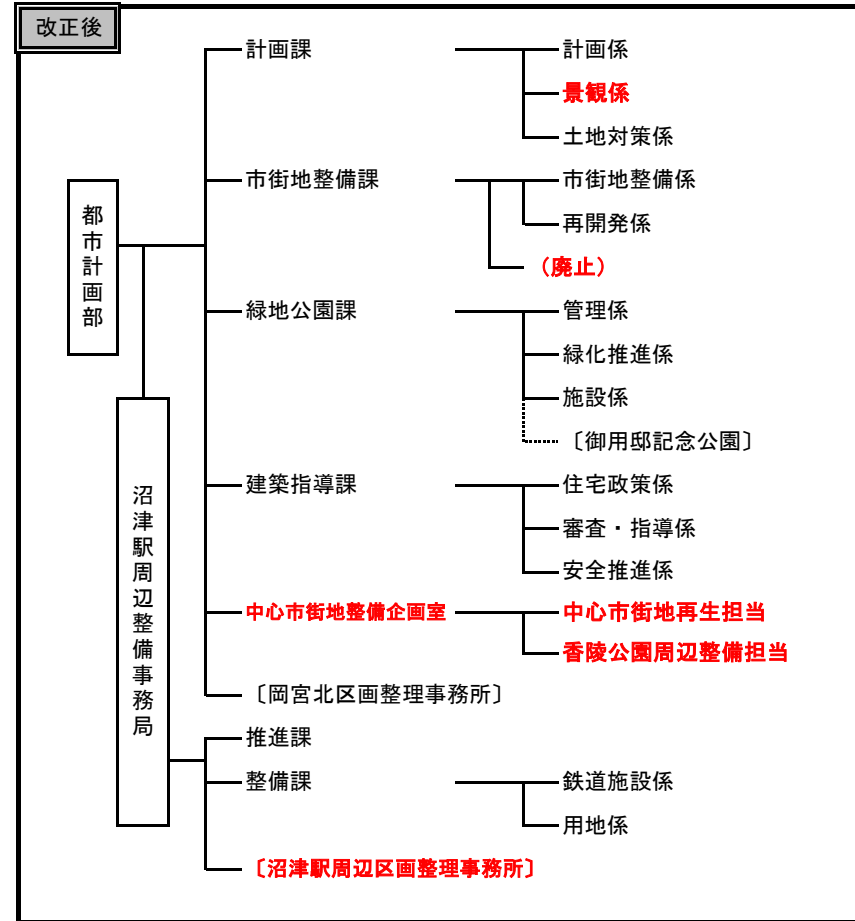 改正後
計画課
計画係
景観係
土地対策係
都市計画部
市街地整備課
市街地整備係
再開発係
（廃止）
緑地公園課
管理係
緑化推進係
施設係
〔御用邸記念公園〕
建築指導課
住宅政策係
審査・指導係
安全推進係
中心市街地整備企画室
中心市街地再生担当
香陵公園周辺整備担当
〔岡宮北区画整理事務所〕
沼津駅周辺整備事務局
推進課
整備課
鉄道施設係
用地係
〔沼津駅周辺区画整理事務所〕